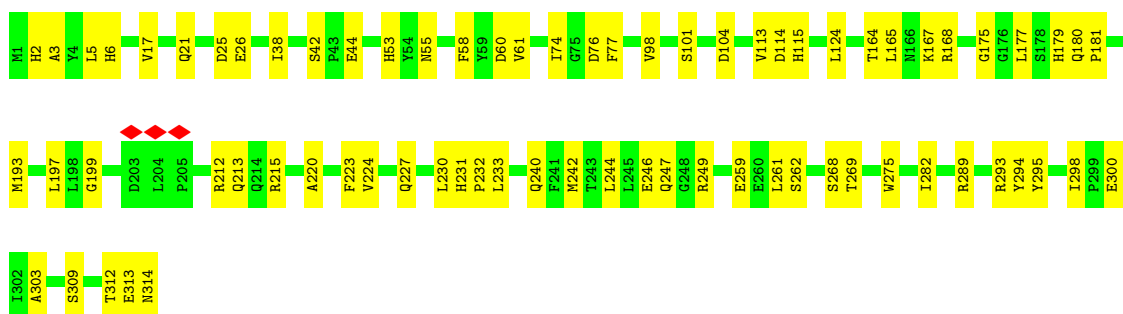 M1 H2 A3 Y4 L5 H6 V17 Q21 D25 E26 I38 S42 P43 E44 H53 Y54 N55 F58 Y59 D60 V61 I74 G75 D76 F77 V98 S101 D104 V113 D114 H115 L124 T164 L165 N166 K167 R168 G175 G176 L177 S178 H179 Q180 P181
M193 L197 L198 G199 D203 L204 P205 R212 Q213 Q214 R215 A220 F223 V224 Q227 L230 H231 P232 L233 Q240 F241 M242 T243 L244 L245 E246 Q247 G248 R249 E259 E260 L261 S262 S268 T269 W275 I282 R289 R293 Y294 Y295 I298 P299 E300
I302 A303 S309 T312 E313 N314